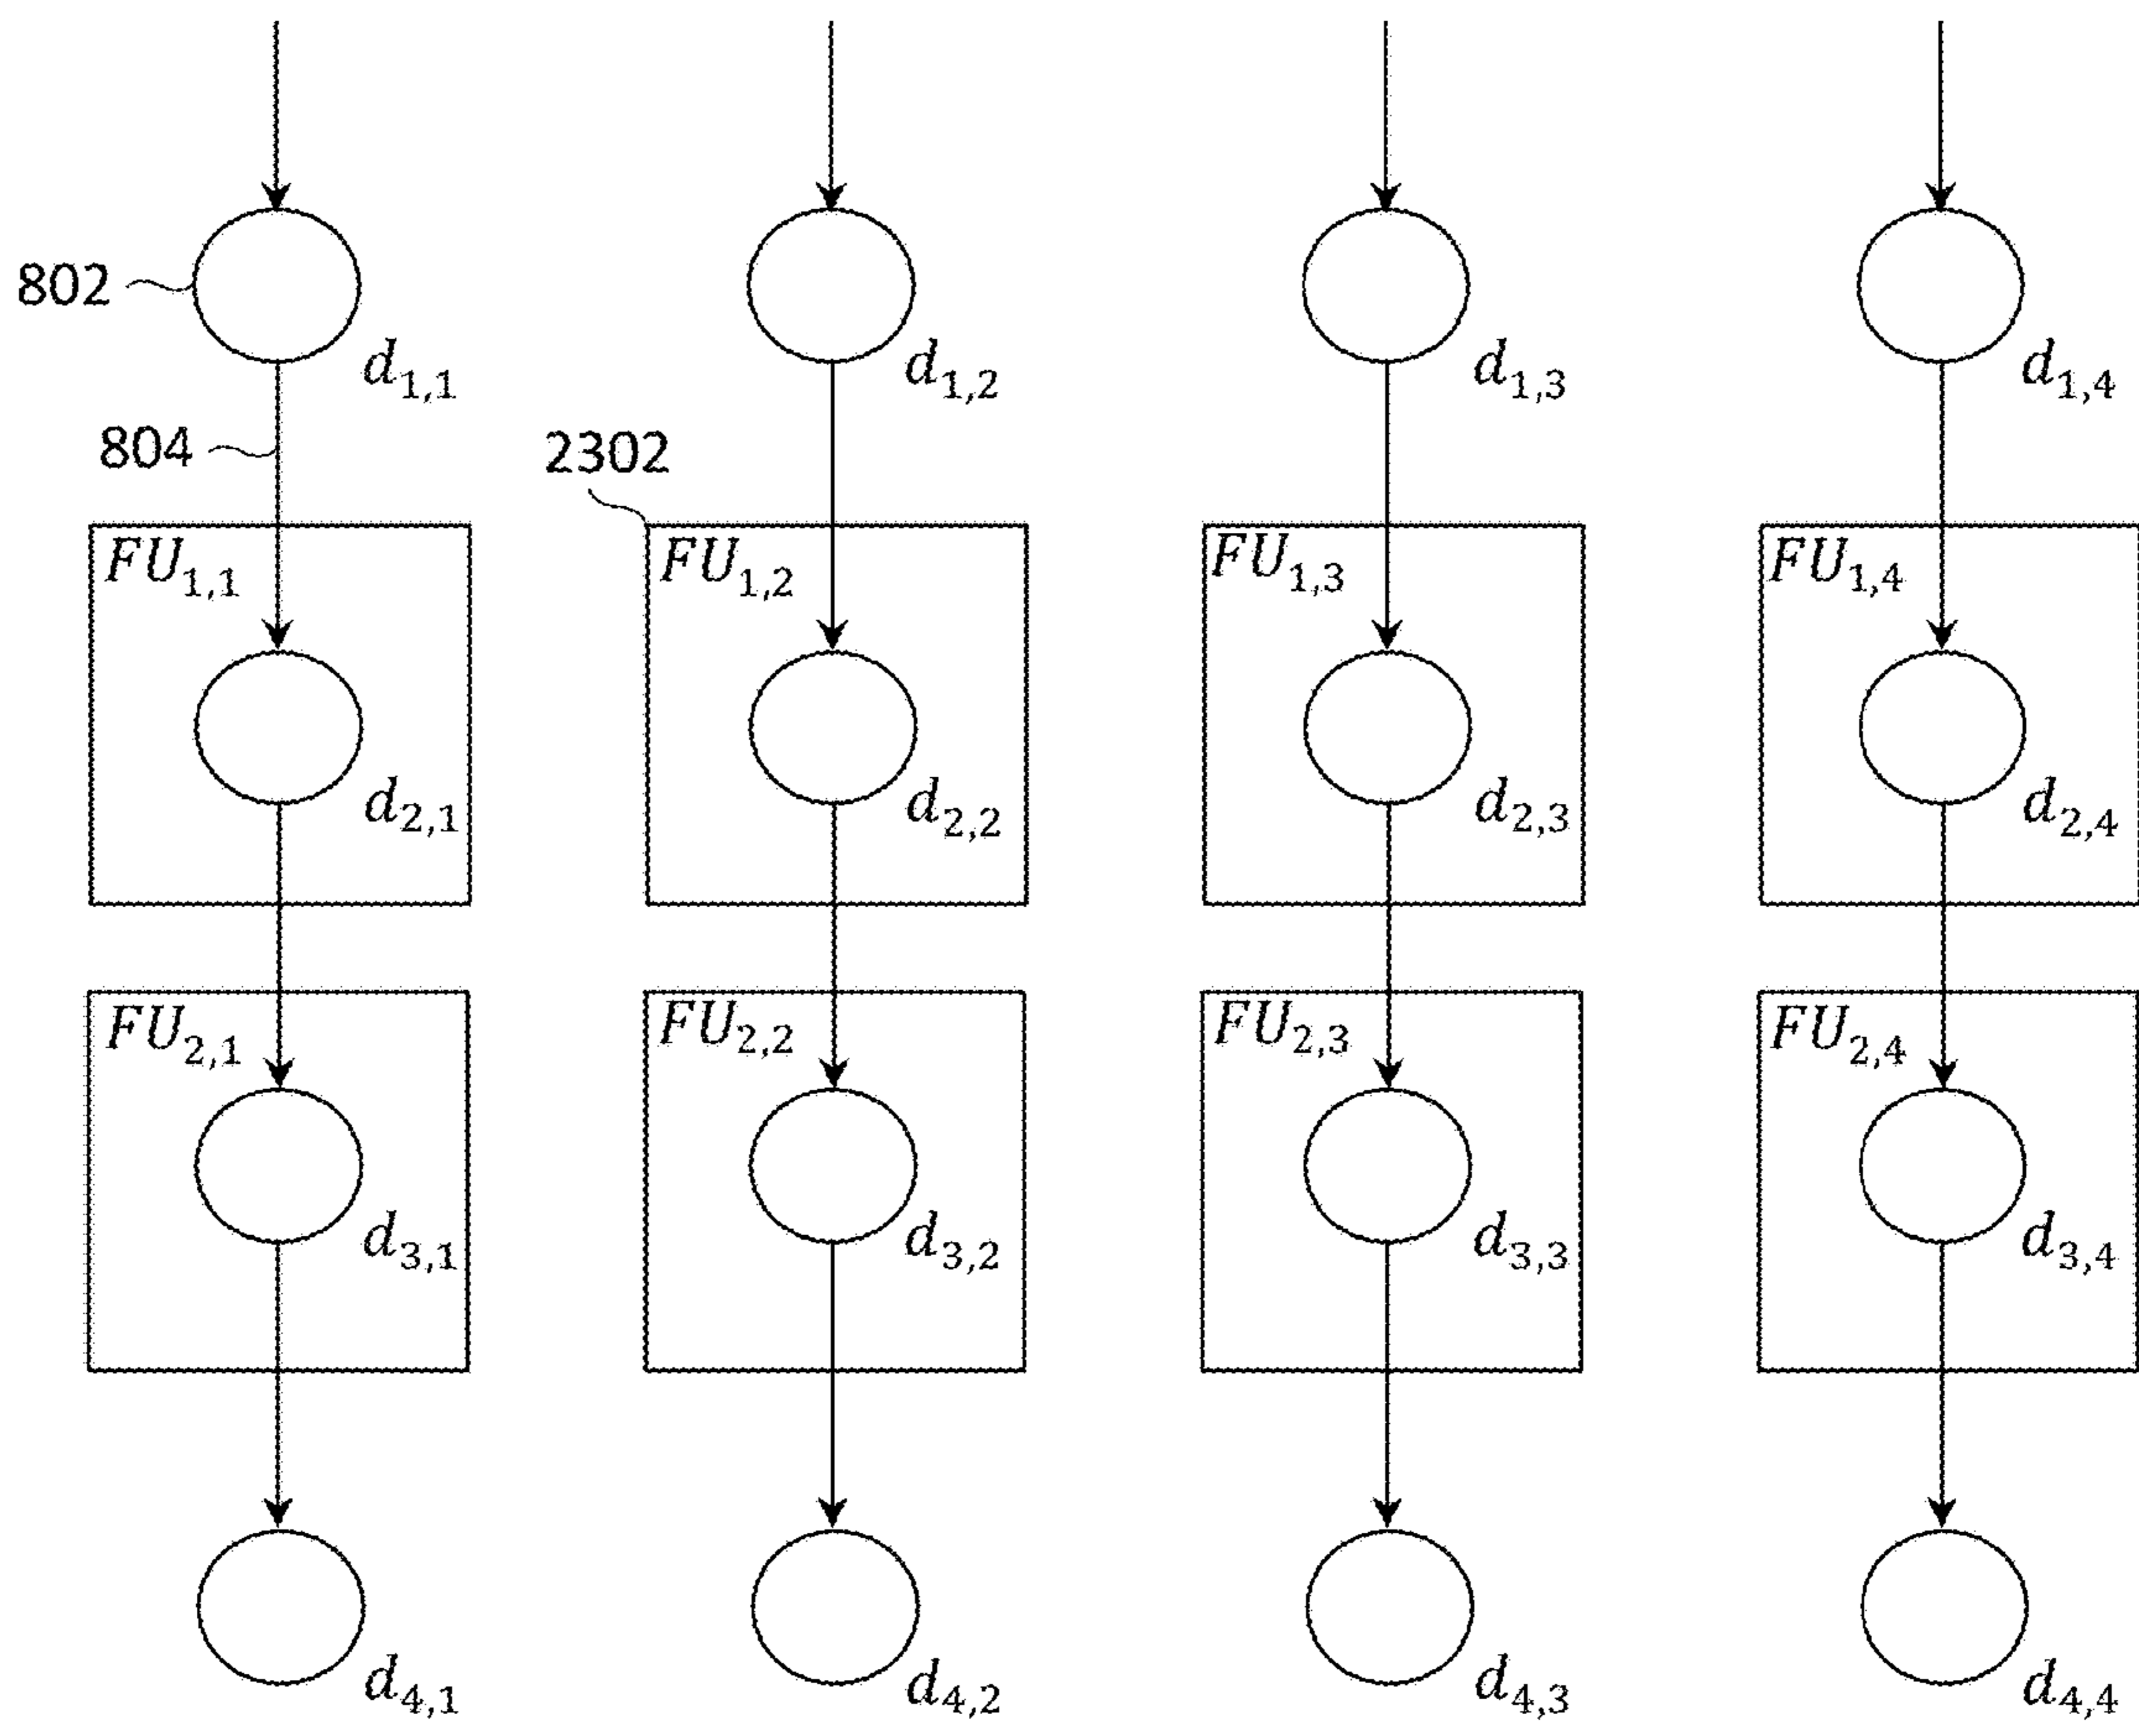 802
d1,1 d1,2 d1,3 d1,4
804 2302
FU1,1 FU1,2 FU1,3 FU1,4
d2,1 d2,2 d2,3 d2,4
FU2,1 FU2,2 FU2,3 FU2,4
d3,1 d3,2 d3,3 d3,4
d4,1 d4,2 d4,3 d4,4